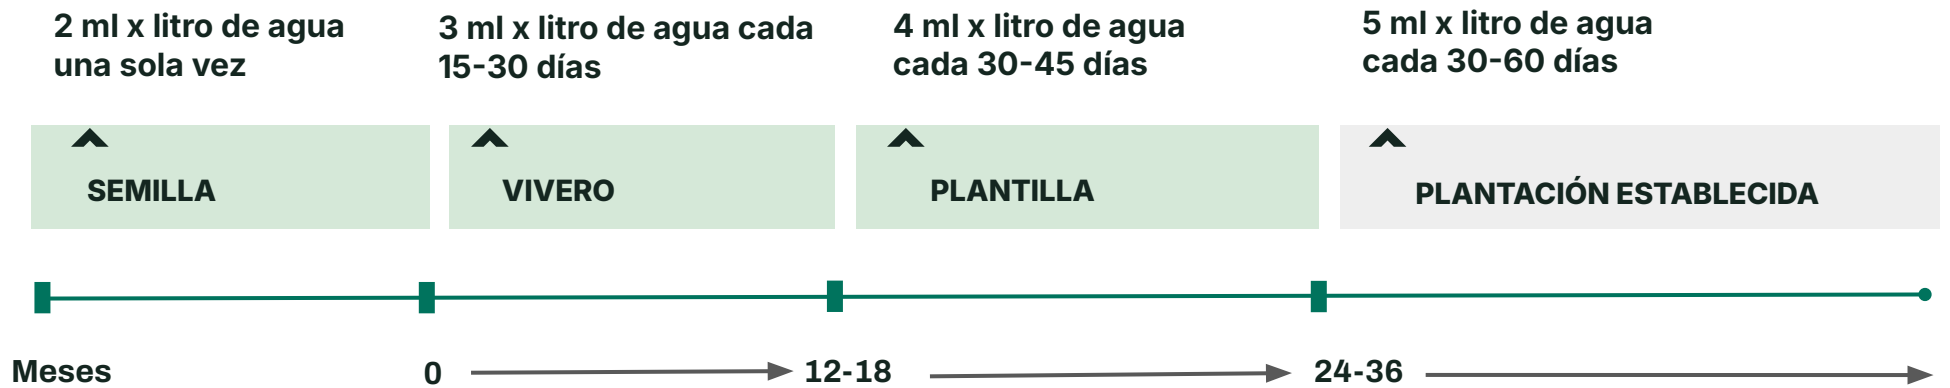 2 ml x litro de agua
una sola vez
3 ml x litro de agua cada
15-30 días
4 ml x litro de agua
cada 30-45 días
5 ml x litro de agua
cada 30-60 días
SEMILLA
VIVERO
PLANTILLA
PLANTACIÓN ESTABLECIDA
Meses
0
12-18
24-36